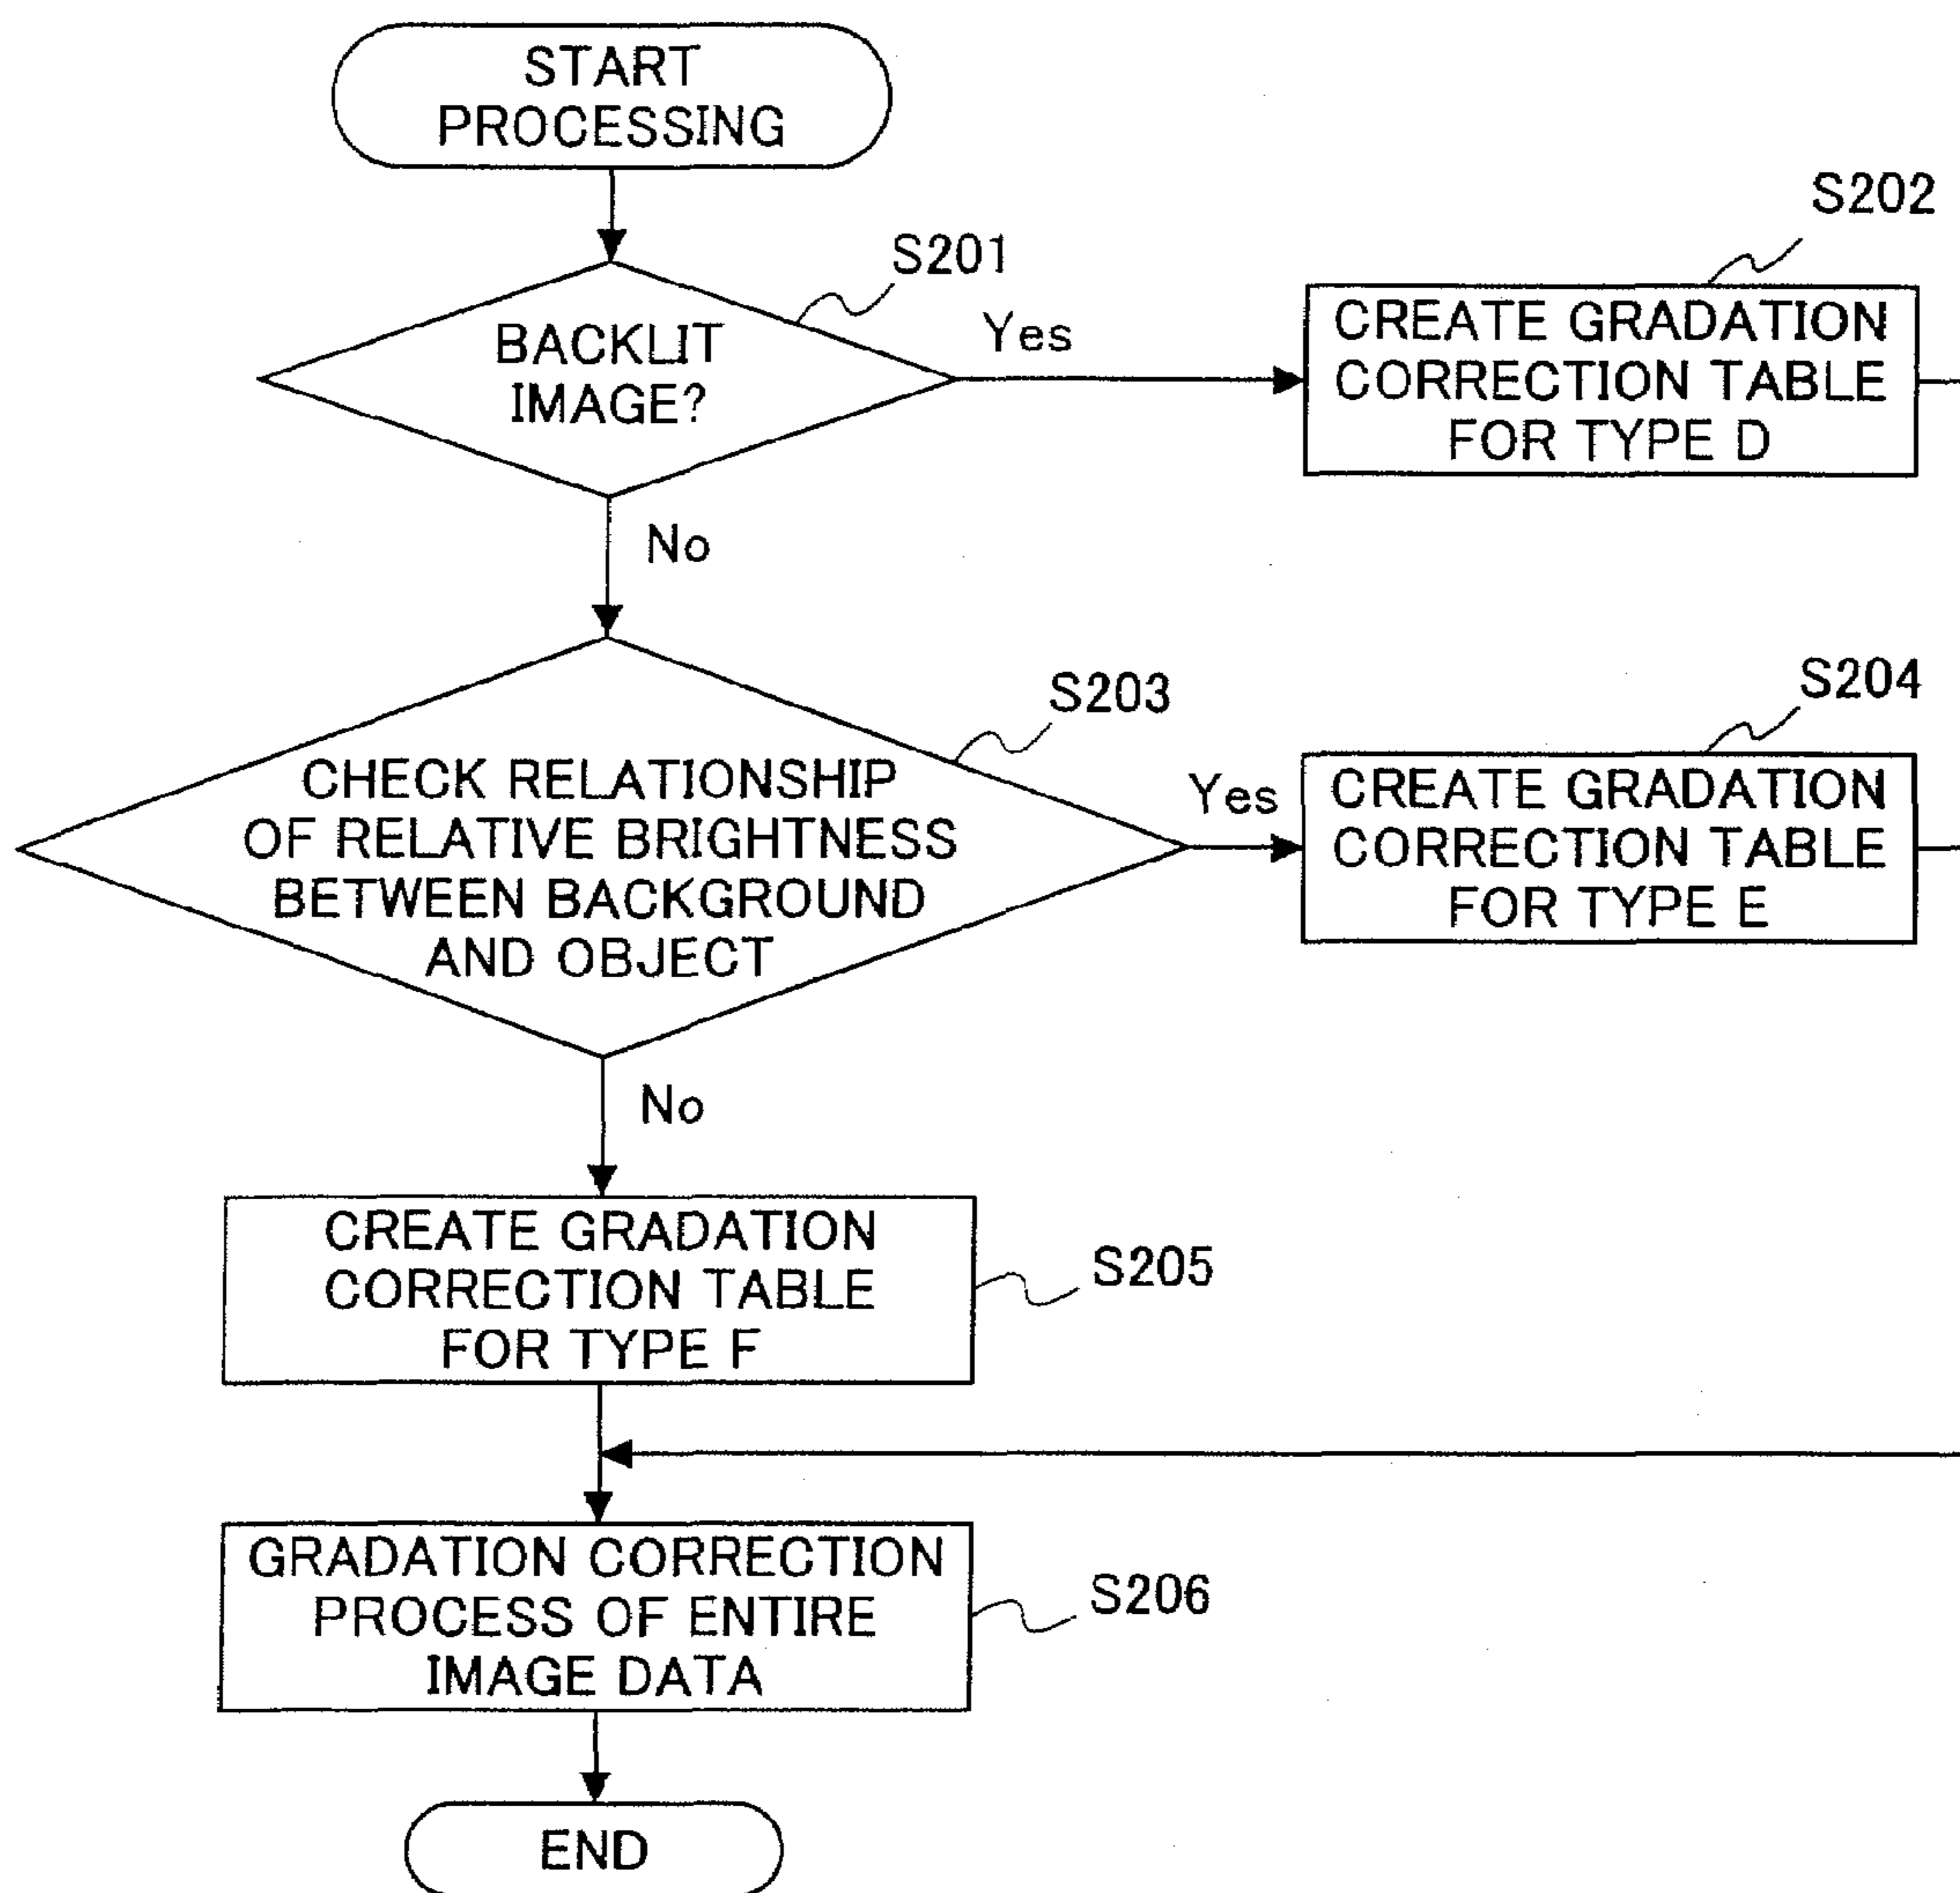 START
PROCESSING
S201
BACKLIT
IMAGE?
Yes
S202
CREATE GRADATION
CORRECTION TABLE
FOR TYPE D
No
S203
CHECK RELATIONSHIP
OF RELATIVE BRIGHTNESS
BETWEEN BACKGROUND
AND OBJECT
Yes
S204
CREATE GRADATION
CORRECTION TABLE
FOR TYPE E
No
CREATE GRADATION
CORRECTION TABLE
FOR TYPE F
S205
GRADATION CORRECTION
PROCESS OF ENTIRE
IMAGE DATA
S206
END